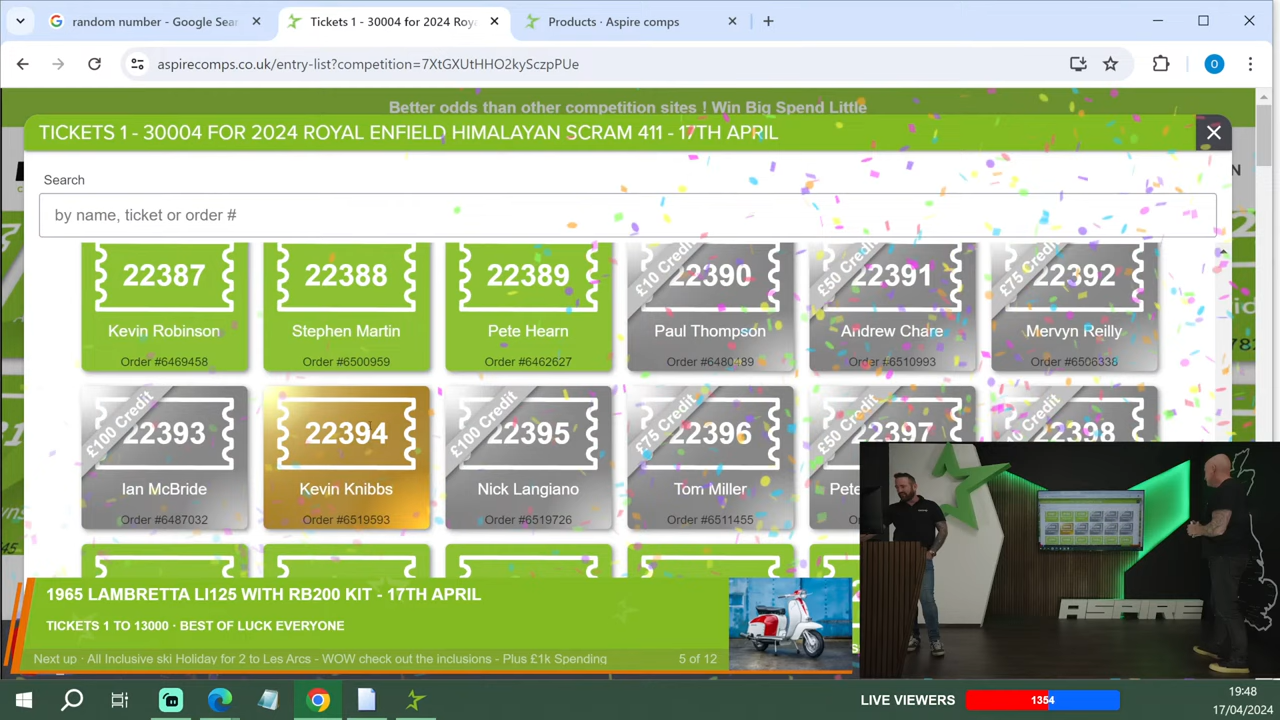 random number - Google Sear
Tickets 1 - 30004 for 2024 Roya
Products · Aspire comps
aspirecomps.co.uk/entry-list?competition=7XtGXUtHHO2kySczpPUe
O
Better odds than other competition sites ! Win Big Spend Little
TICKETS 1 - 30004 FOR 2024 ROYAL ENFIELD HIMALAYAN SCRAM 411 - 17TH APRIL
Search
by name, ticket or order #
£10 Credit £50 Credit £75 Credit
22387 22388 22389 22390 22391 22392
Kevin Robinson Stephen Martin Pete Hearn Paul Thompson Andrew Chare Mervyn Reilly
Order #6469458 Order #6500959 Order #6462627 Order #6480489 Order #6510993 Order #6506338
£100 Credit £100 Credit £75 Credit £50 Credit Credit
22393 22394 22395 22396 22397 22398
Ian McBride Kevin Knibbs Nick Langiano Tom Miller Pete
Order #6487032 Order #6519593 Order #6519726 Order #6511455
1965 LAMBRETTA LI125 WITH RB200 KIT - 17TH APRIL
TICKETS 1 TO 13000 · BEST OF LUCK EVERYONE
Next up · All Inclusive ski Holiday for 2 to Les Arcs - WOW check out the inclusions - Plus £1k Spending 5 of 12
ASPIRE
LIVE VIEWERS 1354
19:48
17/04/2024